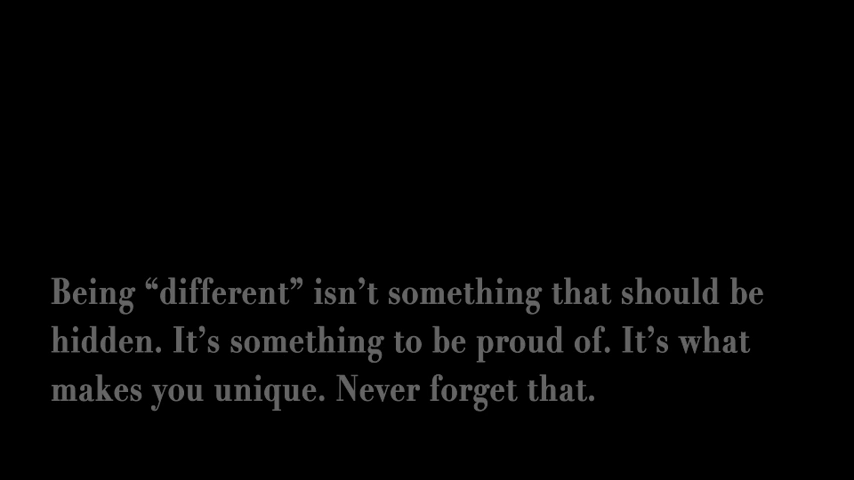 Being “different” isn’t something that should be
hidden. It’s something to be proud of. It’s what
makes you unique. Never forget that.